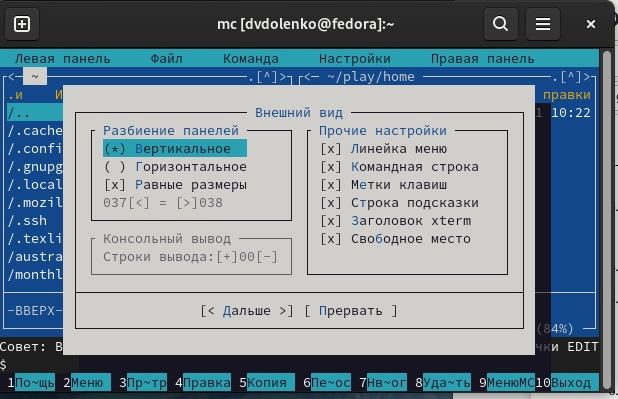 mc [dvdolenko@fedora]:~
Левая панель Файл Команда Настройки Правая панель
<─ ~ .[^]> <─ ~/play/home .[^]>
.и правки
/.. 10:22
/.cache
/.confi
/.gnupg
/.local
/.mozil
/.ssh
/.texli
/austra
/monthl
-ВВЕРХ-
(84%)
Внешний вид
Разбиение панелей
(*) Вертикальное
( ) Горизонтальное
[x] Равные размеры
037[<] = [>]038
Консольный вывод
Строки вывода:[+]00[-]
Прочие настройки
[x] Линейка меню
[x] Командная строка
[x] Метки клавиш
[x] Строка подсказки
[x] Заголовок xterm
[x] Свободное место
[< Дальше >] [ Прервать ]
Совет: EDIT
$
1По~щь 2Меню 3Пр~тр 4Правка 5Копия 6Пе~ос 7Нв~ог 8Уда~ть 9МенюMC 10Выход